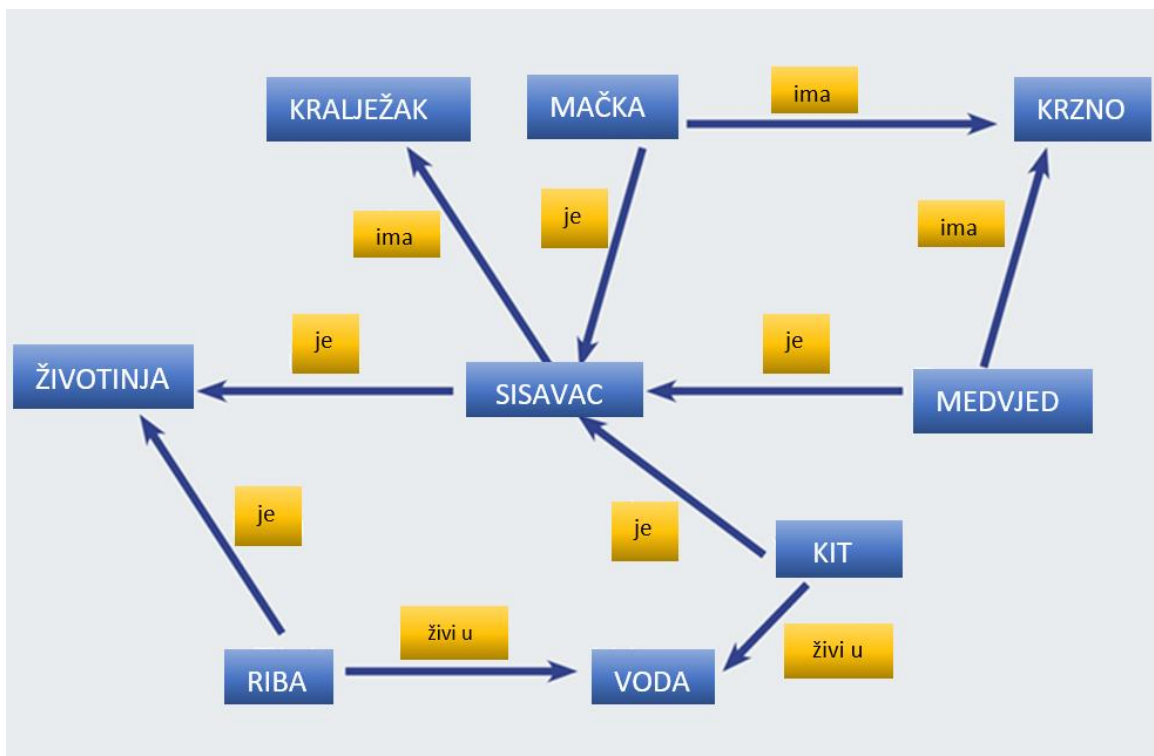 KRALJEŽAK
MAČKA
ima
KRZNO
ima
je
ima
je
je
ŽIVOTINJA
SISAVAC
MEDVJED
je
je
KIT
živi u
živi u
RIBA
VODA